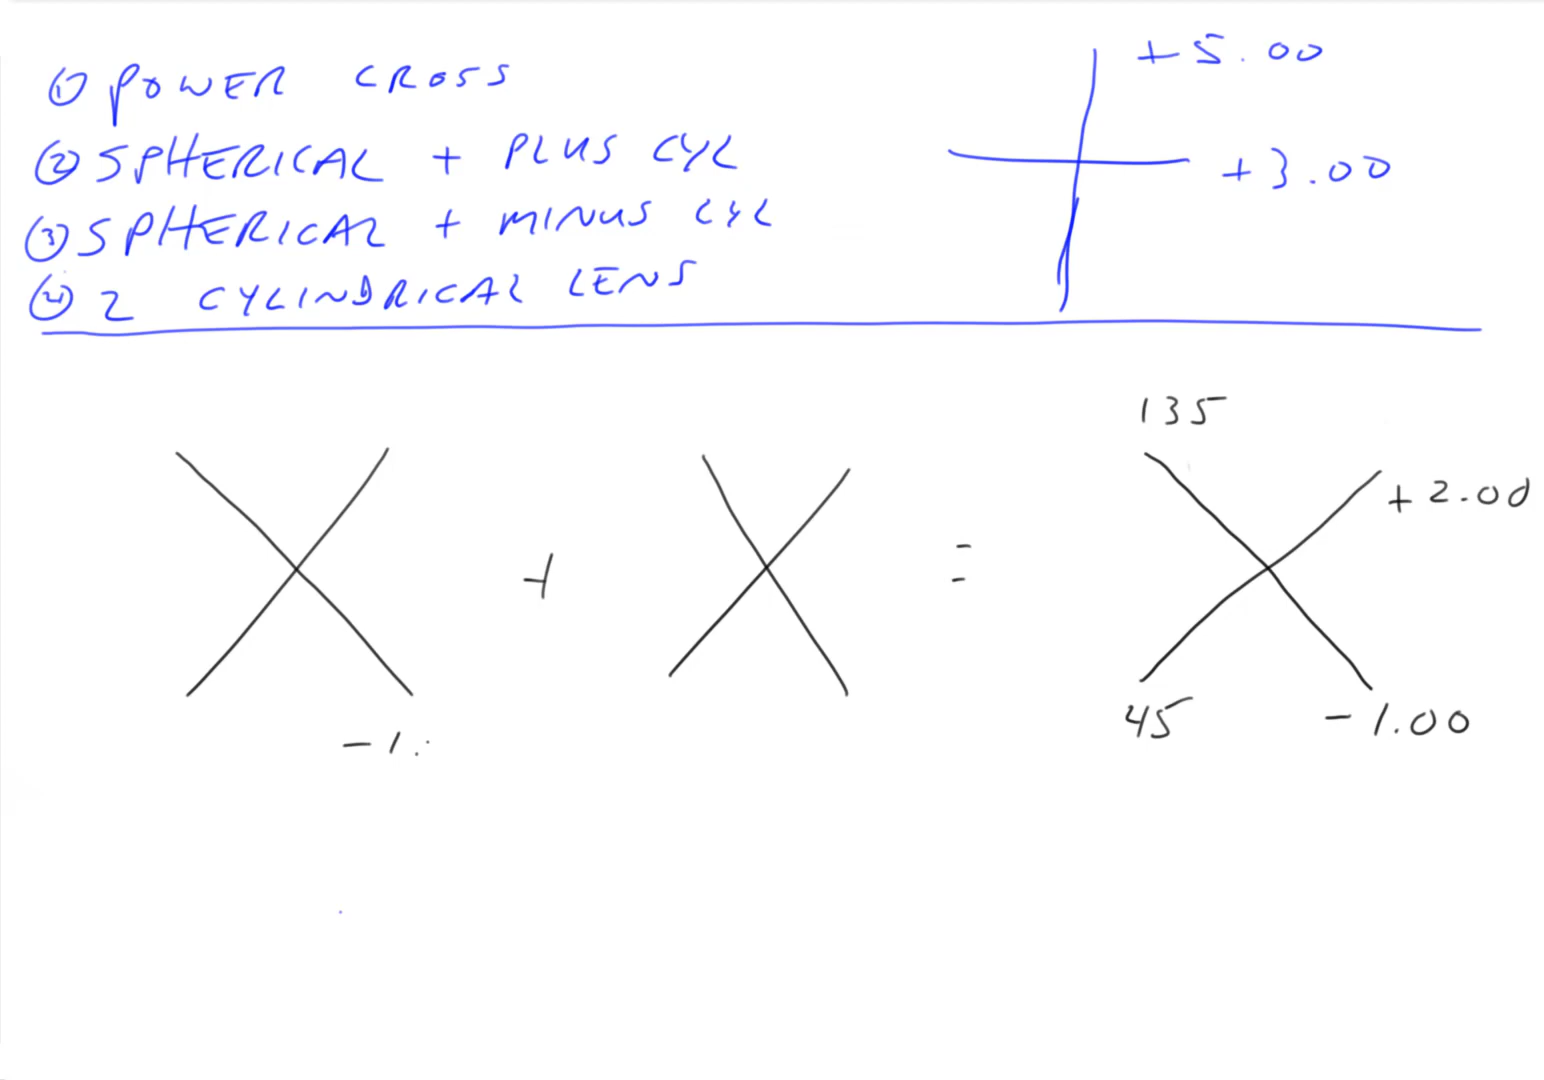 ① POWER CROSS
② SPHERICAL + PLUS CYL
③ SPHERICAL + MINUS CYL
④ 2 CYLINDRICAL LENS
+5.00
+3.00
135
+2.00
+
=
45
-1.00
-1.